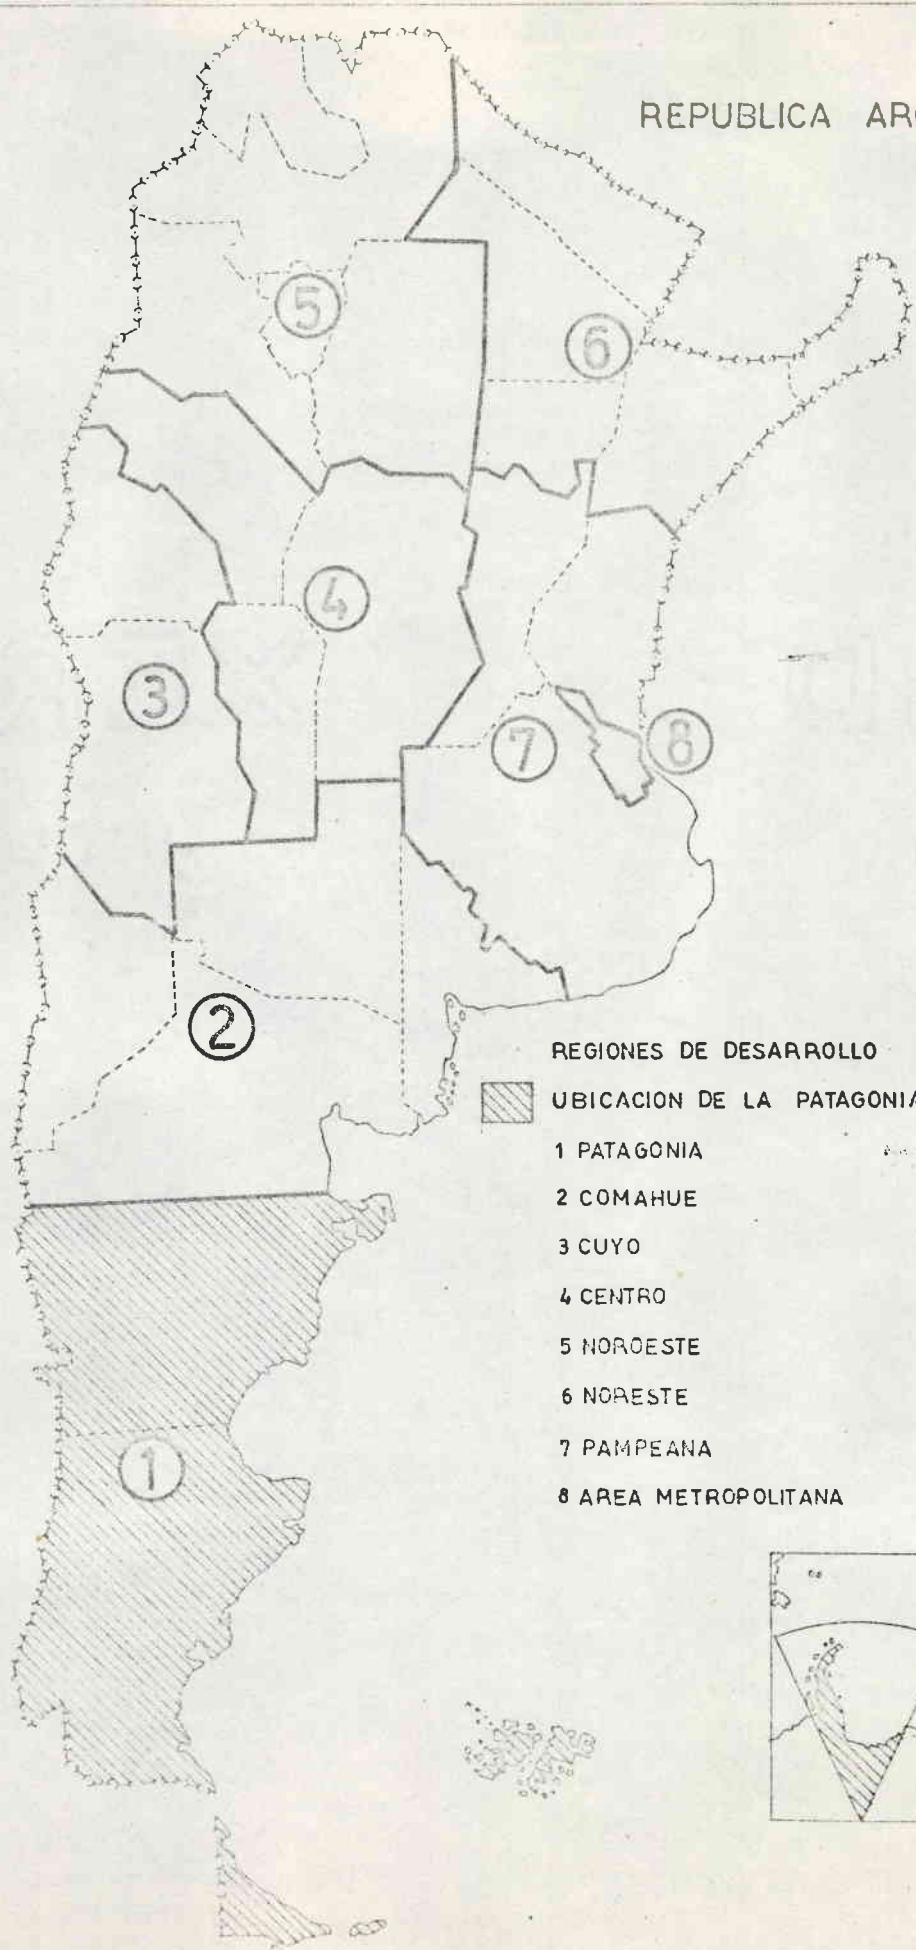 REPUBLICA ARG
5
6
4
3
7
8
2
REGIONES DE DESARROLLO
UBICACION DE LA PATAGONIA
1 PATAGONIA
2 COMAHUE
3 CUYO
4 CENTRO
5 NOROESTE
6 NORESTE
7 PAMPEANA
8 AREA METROPOLITANA
1